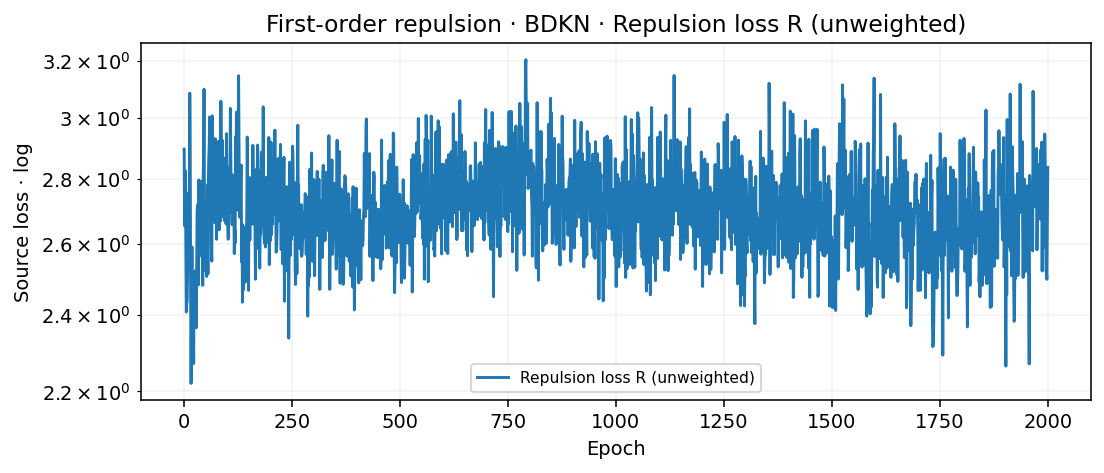 First-order repulsion · BDKN · Repulsion loss R (unweighted)
3.2 × 10⁰
3 × 10⁰
2.8 × 10⁰
2.6 × 10⁰
2.4 × 10⁰
2.2 × 10⁰
Source loss · log
Repulsion loss R (unweighted)
0 250 500 750 1000 1250 1500 1750 2000
Epoch